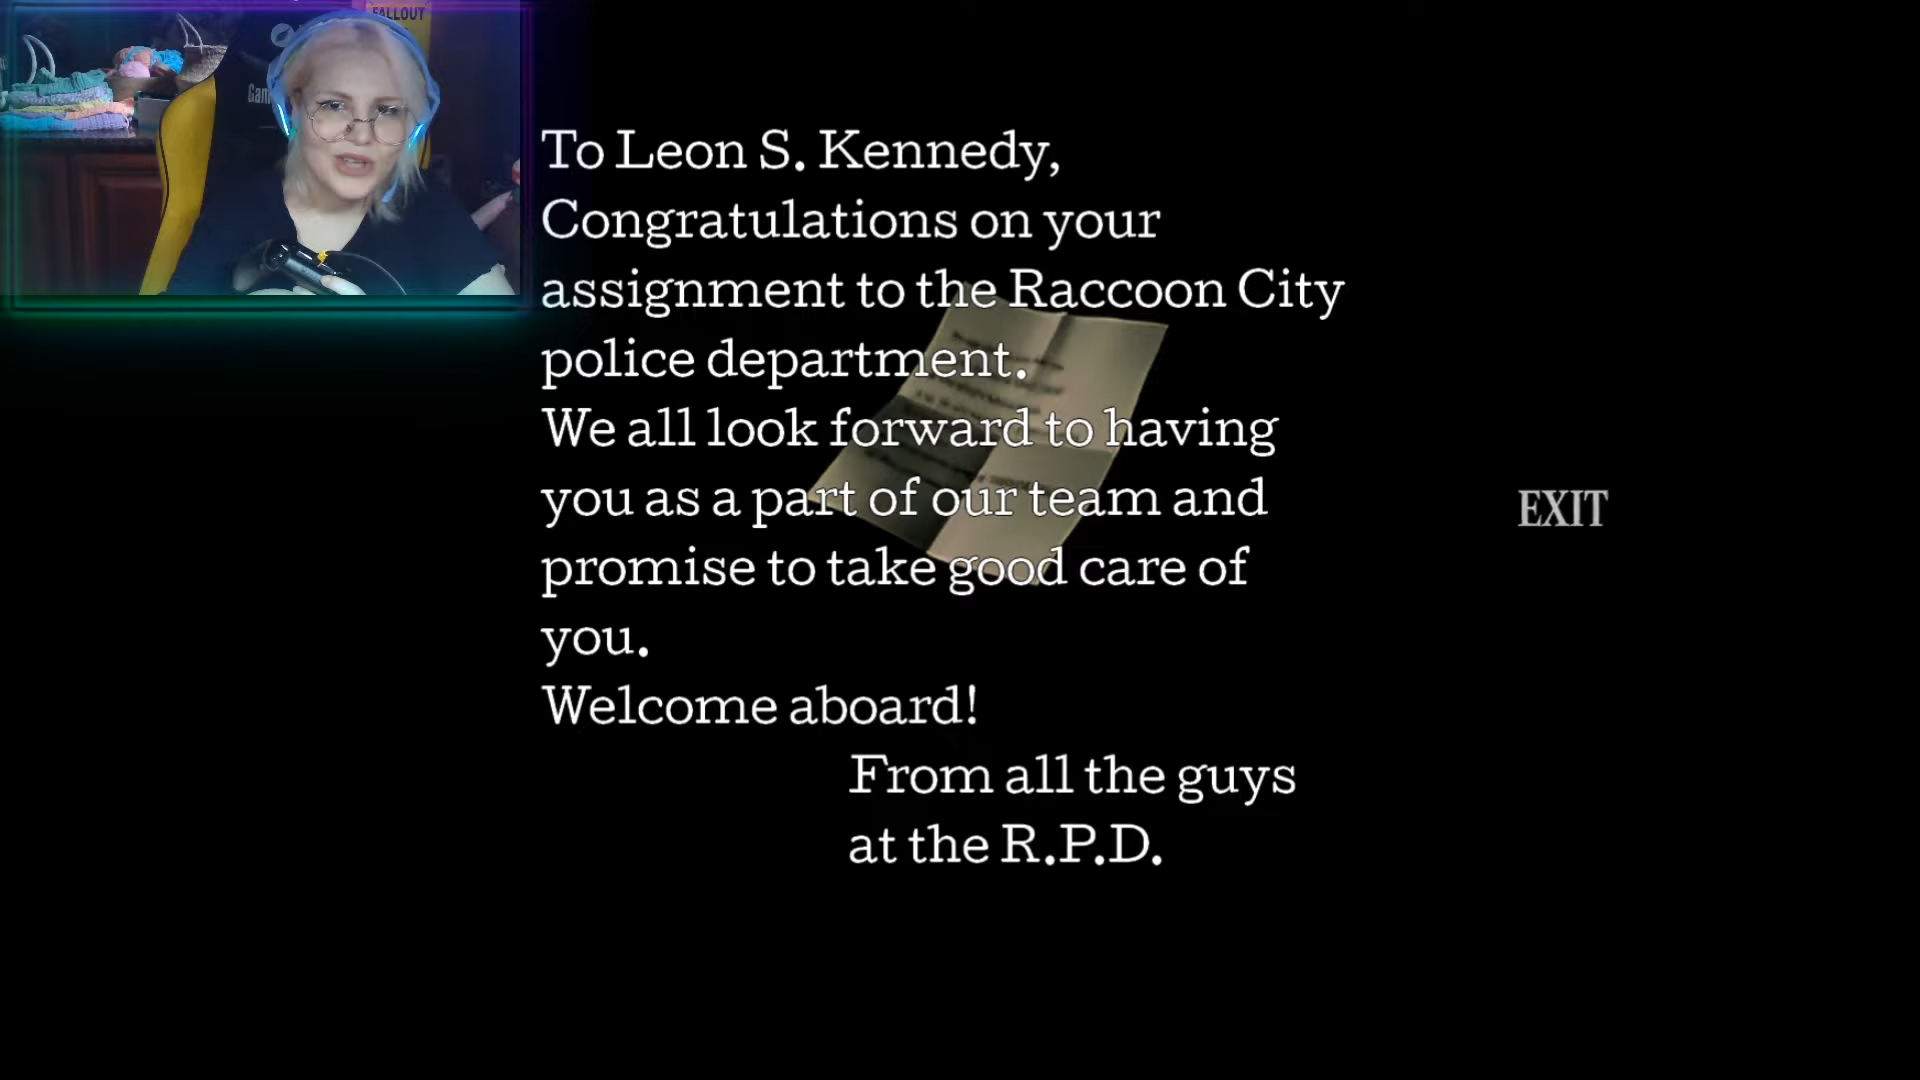 FALLOUT
Gam
To Leon S. Kennedy,
Congratulations on your
assignment to the Raccoon City
police department.
We all look forward to having
you as a part of our team and
promise to take good care of
you.
Welcome aboard!
From all the guys
at the R.P.D.
EXIT